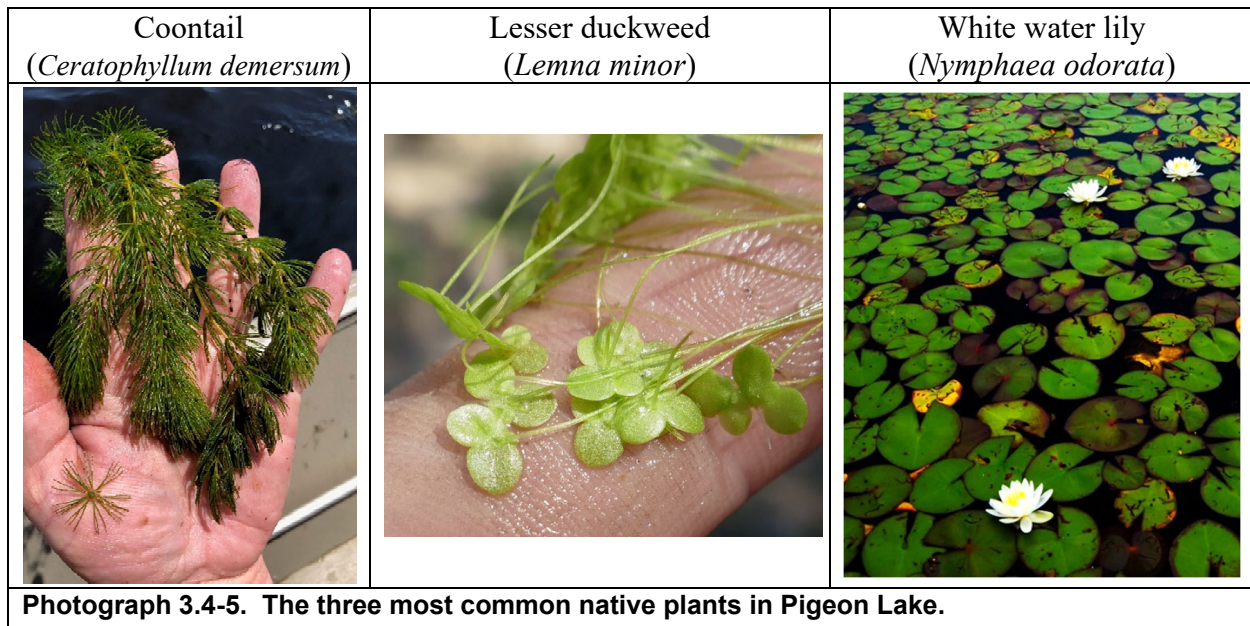 Coontail
(Ceratophyllum demersum)
Lesser duckweed
(Lemna minor)
White water lily
(Nymphaea odorata)
Photograph 3.4-5.  The three most common native plants in Pigeon Lake.